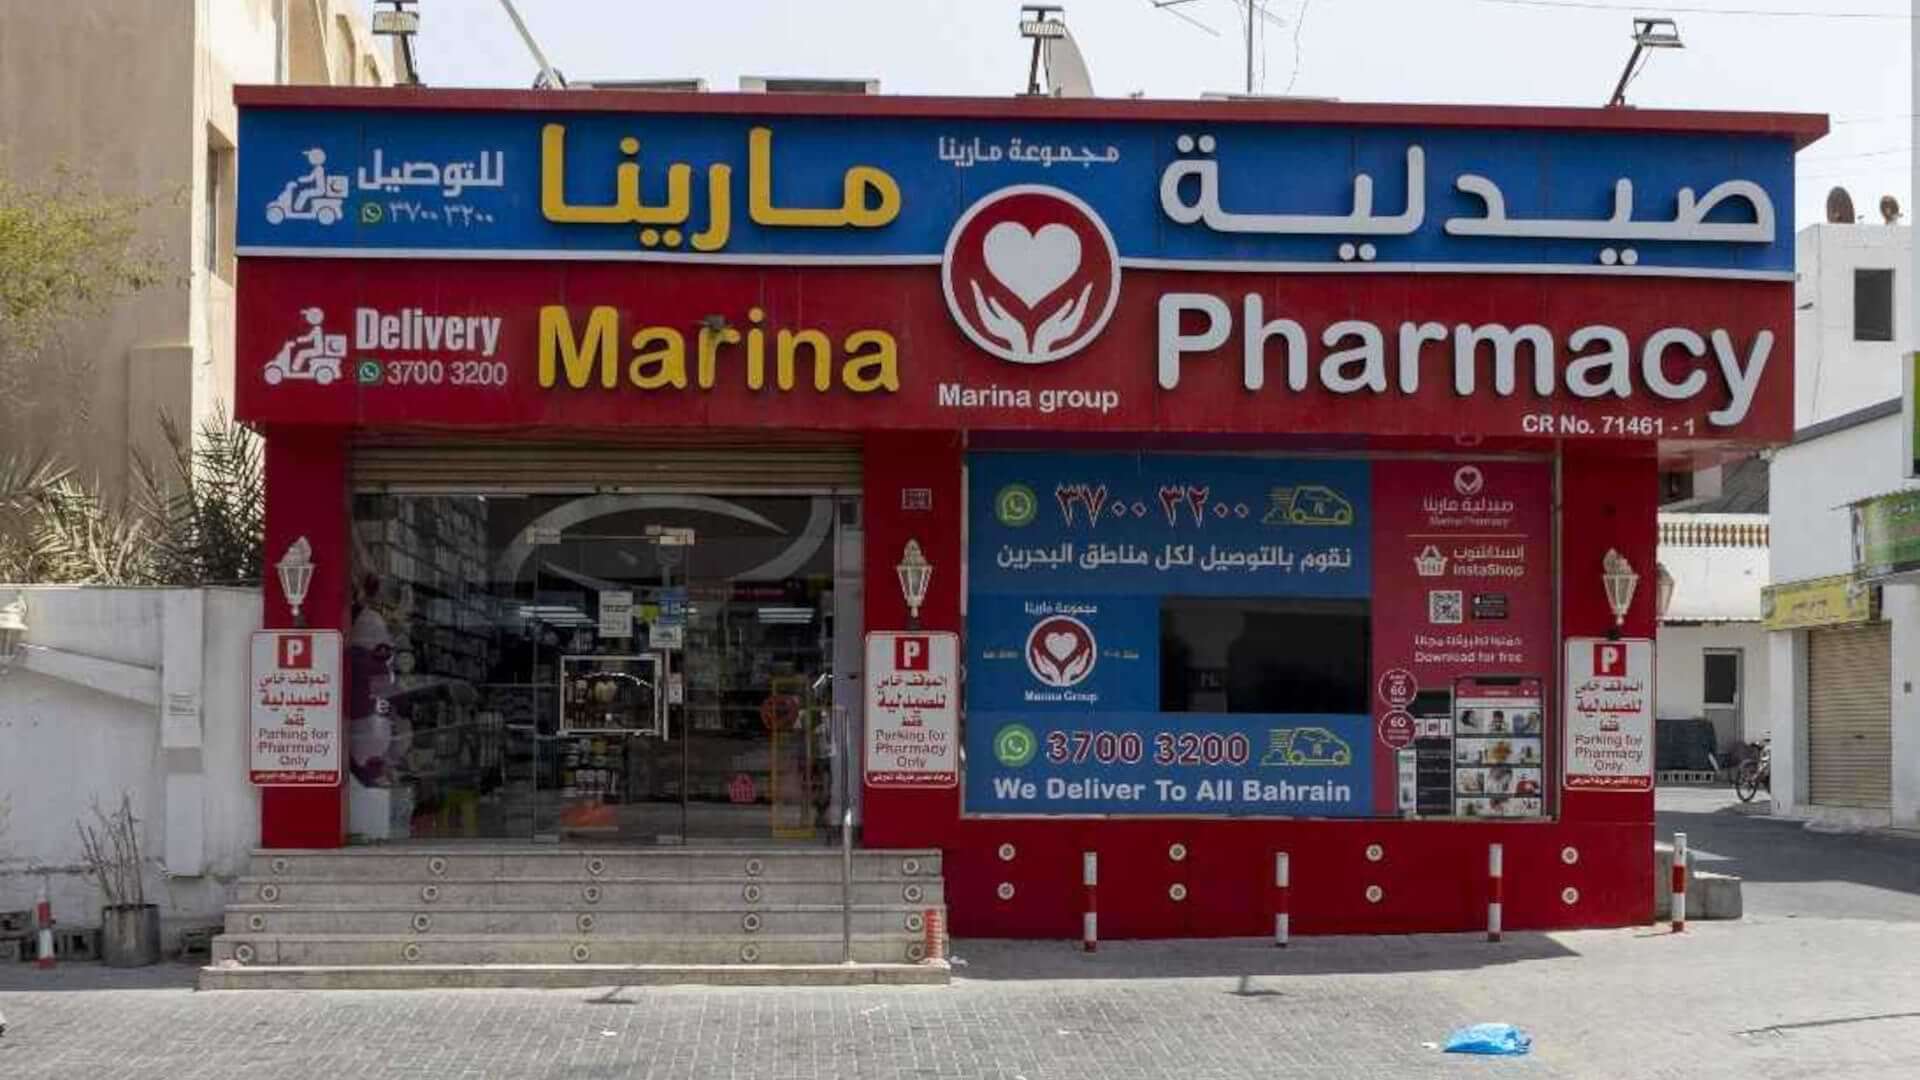 صيدلية
مجموعة مارينا
مارينا
للتوصيل
٣٧٠٠ ٣٢٠٠
Delivery
3700 3200
Marina
Marina group
Pharmacy
CR No. 71461 - 1
٣٧٠٠ ٣٢٠٠
نقوم بالتوصيل لكل مناطق البحرين
مجموعة مارينا
Marina Group
3700 3200
We Deliver To All Bahrain
صيدلية مارينا
Marina Pharmacy
إنستاشوب
InstaShop
Download for free
60
60
P
الموقف خاص
للصيدلية
فقط
Parking for
Pharmacy
Only
P
الموقف خاص
للصيدلية
فقط
Parking for
Pharmacy
Only
P
الموقف خاص
للصيدلية
فقط
Parking for
Pharmacy
Only